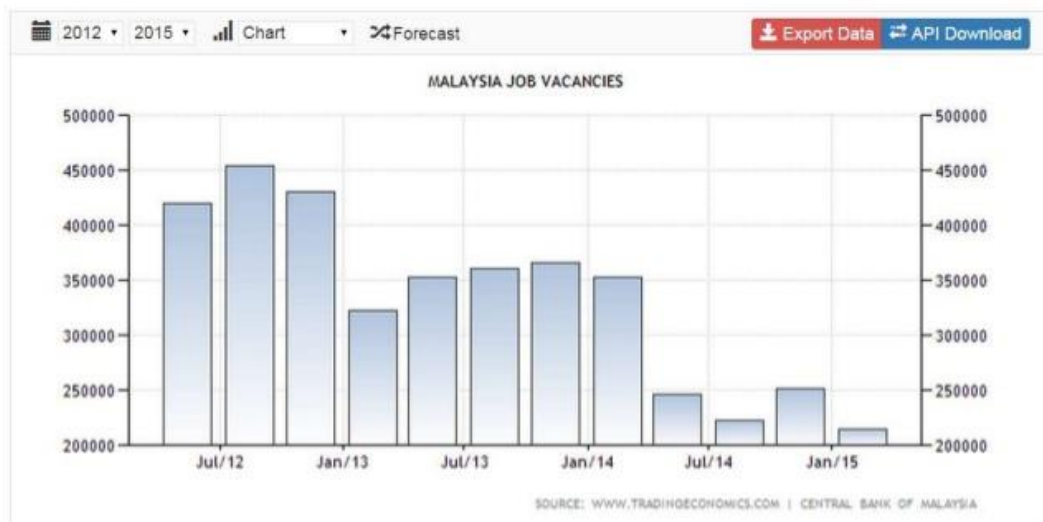 2012 2015 Chart Forecast Export Data API Download
MALAYSIA JOB VACANCIES
500000 500000
450000 450000
400000 400000
350000 350000
300000 300000
250000 250000
200000 200000
Jul/12 Jan/13 Jul/13 Jan/14 Jul/14 Jan/15
SOURCE: WWW.TRADINGECONOMICS.COM | CENTRAL BANK OF MALAYSIA